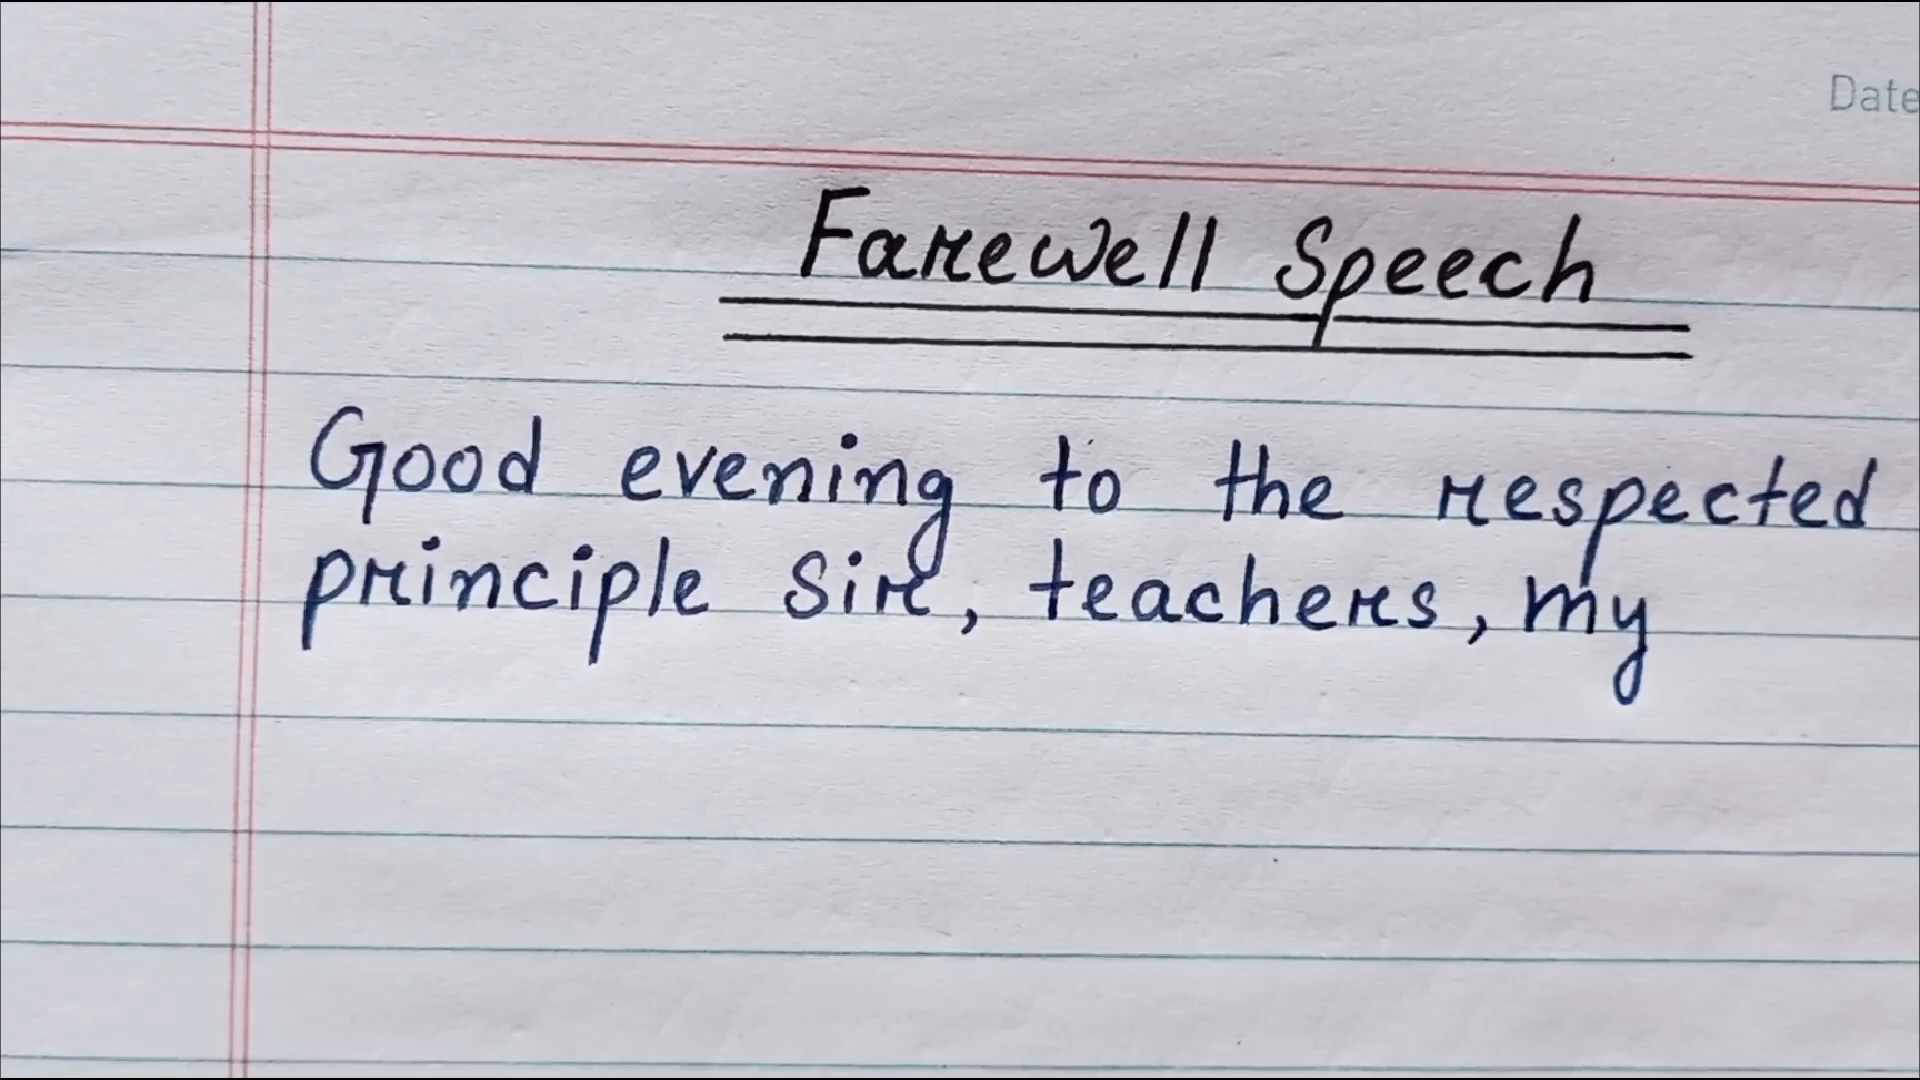 Date
Farewell Speech
Good evening to the respected
principle Sir, teachers, my